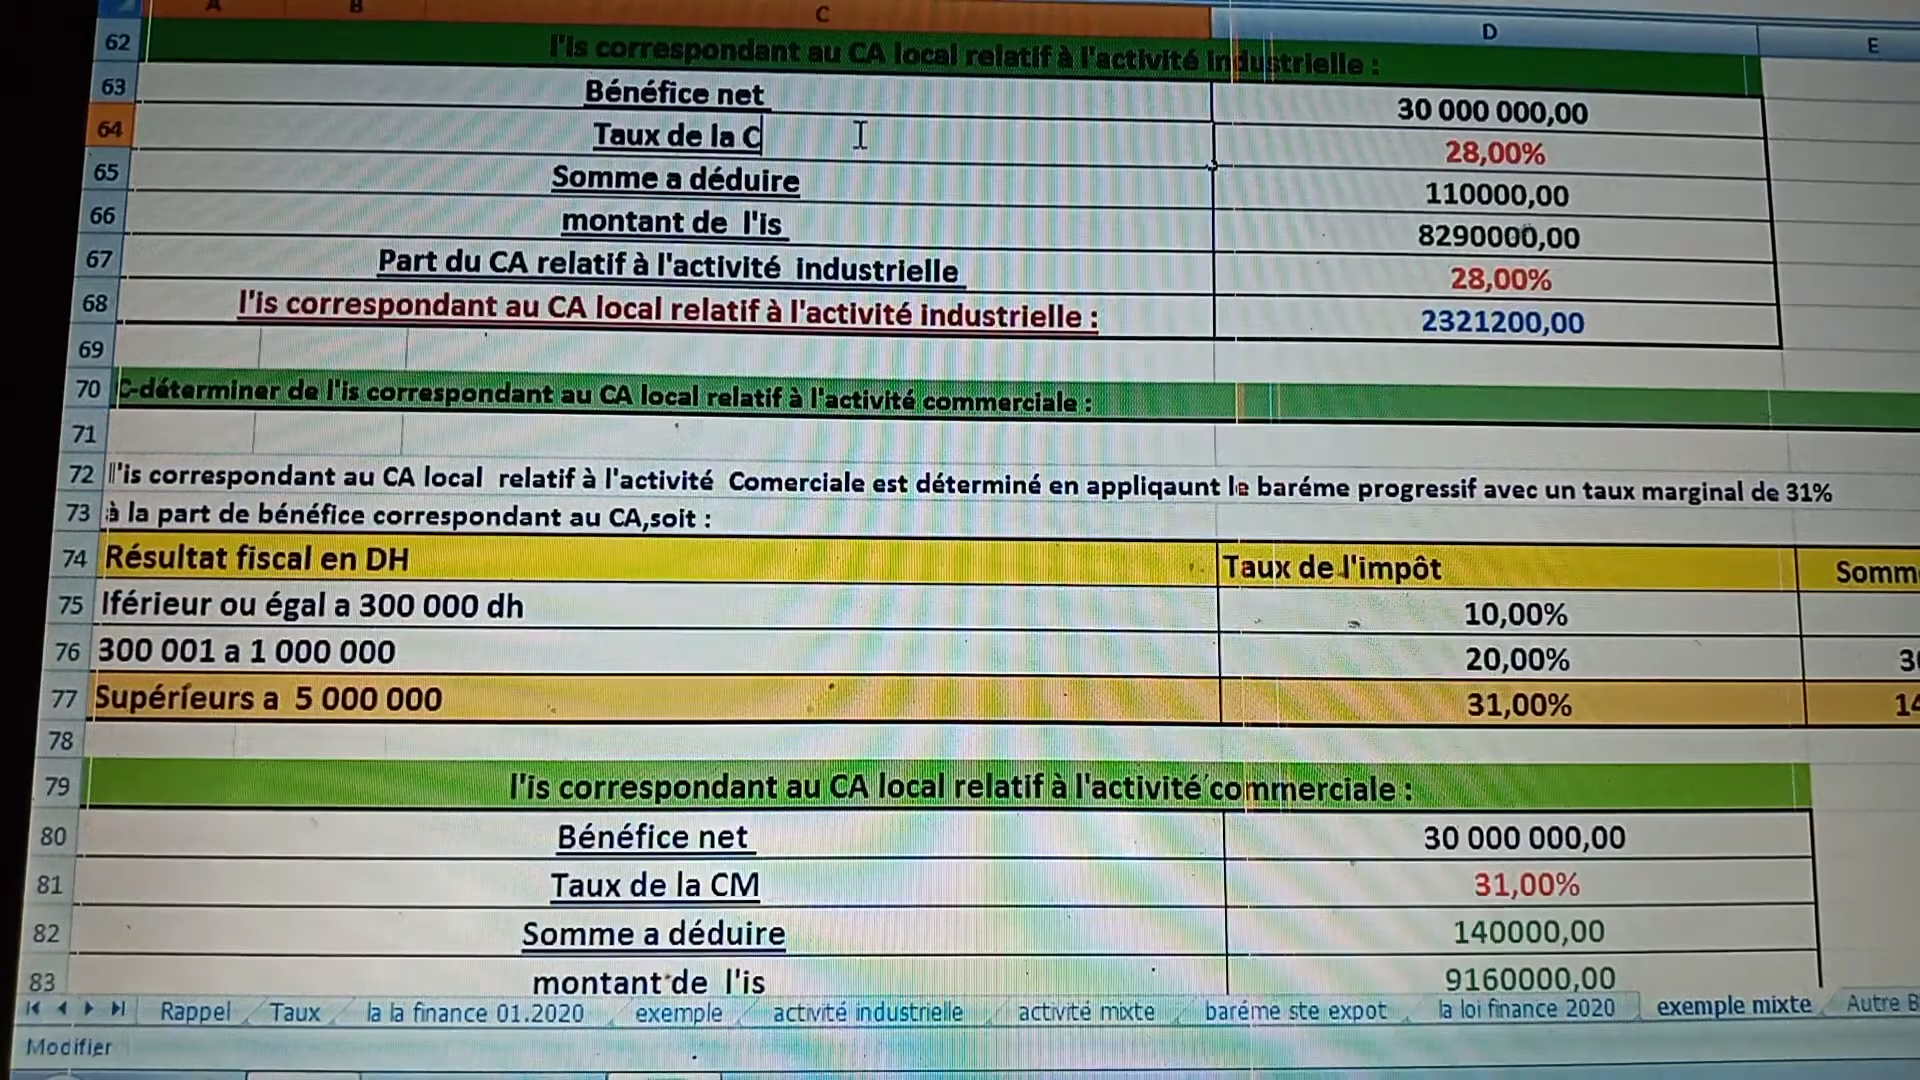 A B C D E
62 l'is correspondant au CA local relatif à l'activité industrielle :
63 Bénéfice net 30 000 000,00
64 Taux de la C 28,00%
65 Somme a déduire 110000,00
66 montant de l'is 8290000,00
67 Part du CA relatif à l'activité industrielle 28,00%
68 l'is correspondant au CA local relatif à l'activité industrielle : 2321200,00
69
70 C-déterminer de l'is correspondant au CA local relatif à l'activité commerciale :
71
72 l'is correspondant au CA local relatif à l'activité Comerciale est déterminé en appliqaunt le baréme progressif avec un taux marginal de 31%
73 à la part de bénéfice correspondant au CA,soit :
74 Résultat fiscal en DH Taux de l'impôt
75 Iférieur ou égal a 300 000 dh 10,00%
76 300 001 a 1 000 000 20,00%
77 Supérieurs a 5 000 000 31,00%
78
79 l'is correspondant au CA local relatif à l'activité commerciale :
80 Bénéfice net 30 000 000,00
81 Taux de la CM 31,00%
82 Somme a déduire 140000,00
83 montant de l'is 9160000,00
Rappel Taux la la finance 01.2020 exemple activité industrielle activité mixte baréme ste expot la loi finance 2020 exemple mixte Autre B
Modifier